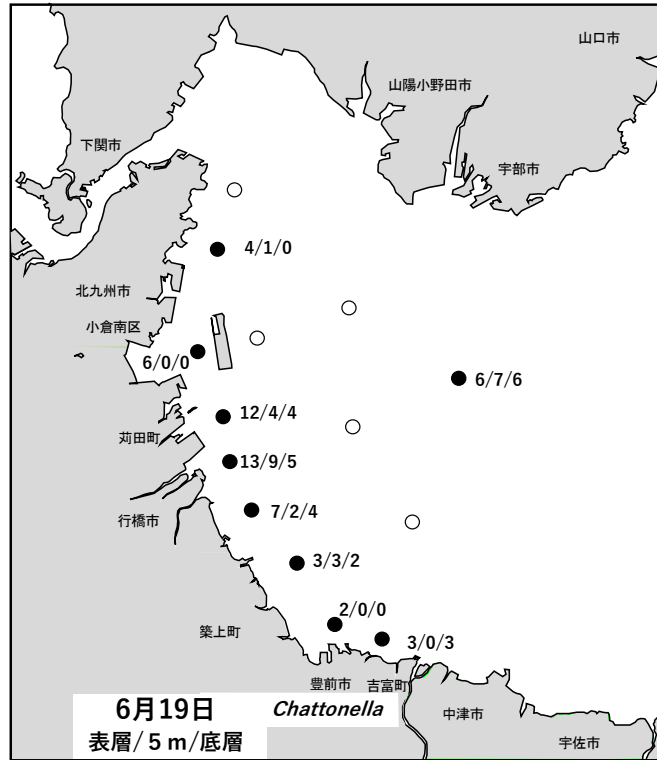 山口市
山陽小野田市
下関市
宇部市
4/1/0
北九州市
小倉南区
6/0/0
6/7/6
12/4/4
苅田町
13/9/5
7/2/4
行橋市
3/3/2
2/0/0
築上町
3/0/3
豊前市
吉富町
6月19日
Chattonella
中津市
表層/５ｍ/底層
宇佐市